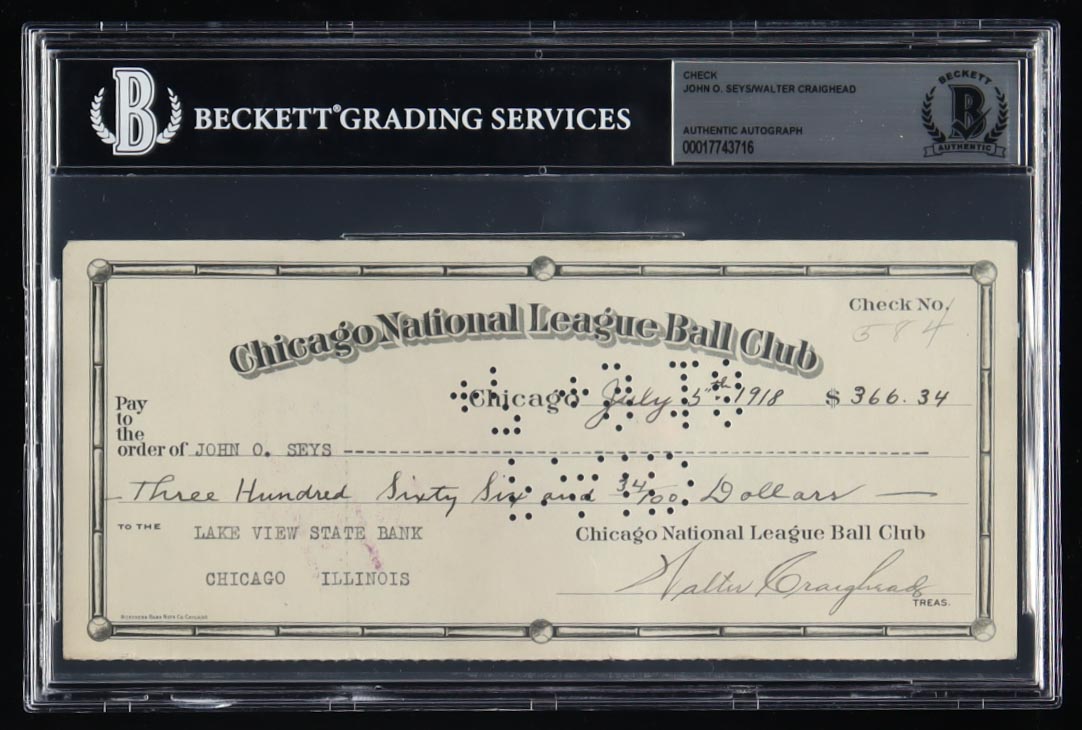 B BECKETT® GRADING SERVICES
CHECK
JOHN O. SEYS/WALTER CRAIGHEAD
AUTHENTIC AUTOGRAPH
00017743716
BECKETT
B
AUTHENTIC
Check No.
584
Chicago National League Ball Club
Chicago July 5th 1918 $ 366.34
Pay
to
the
order of JOHN O. SEYS
Three Hundred Sixty Six and 34/100 Dollars
TO THE LAKE VIEW STATE BANK
CHICAGO ILLINOIS
Chicago National League Ball Club
Walter Craighead
TREAS.